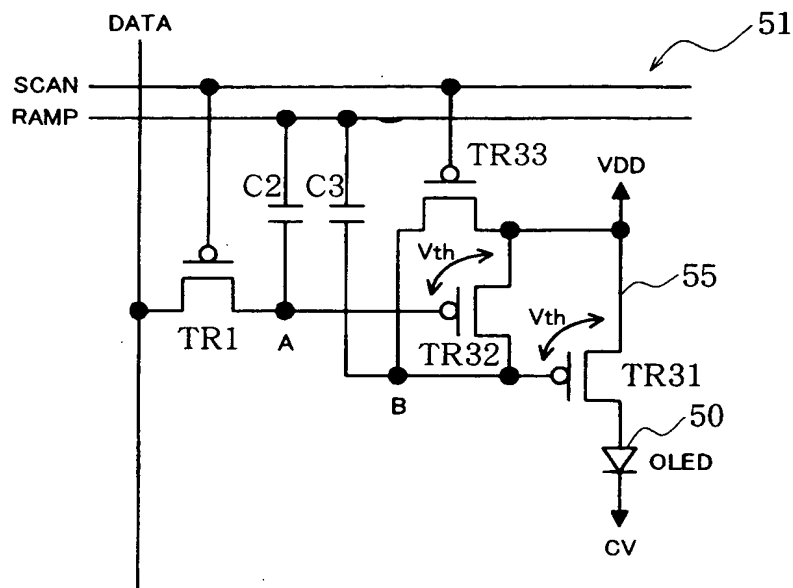 DATA
51
SCAN
RAMP
TR33
VDD
C2
C3
Vth
55
Vth
TR1
A
TR32
TR31
B
50
OLED
CV